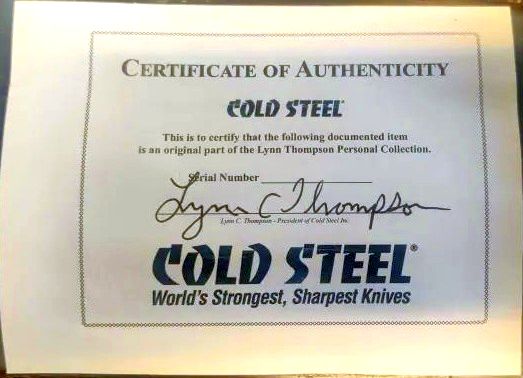 CERTIFICATE OF AUTHENTICITY
COLD STEEL
This is to certify that the following documented item
is an original part of the Lynn Thompson Personal Collection.
Serial Number ____________________
Lynn C Thompson
Lynn C. Thompson - President of Cold Steel Inc.
COLD STEEL®
World's Strongest, Sharpest Knives